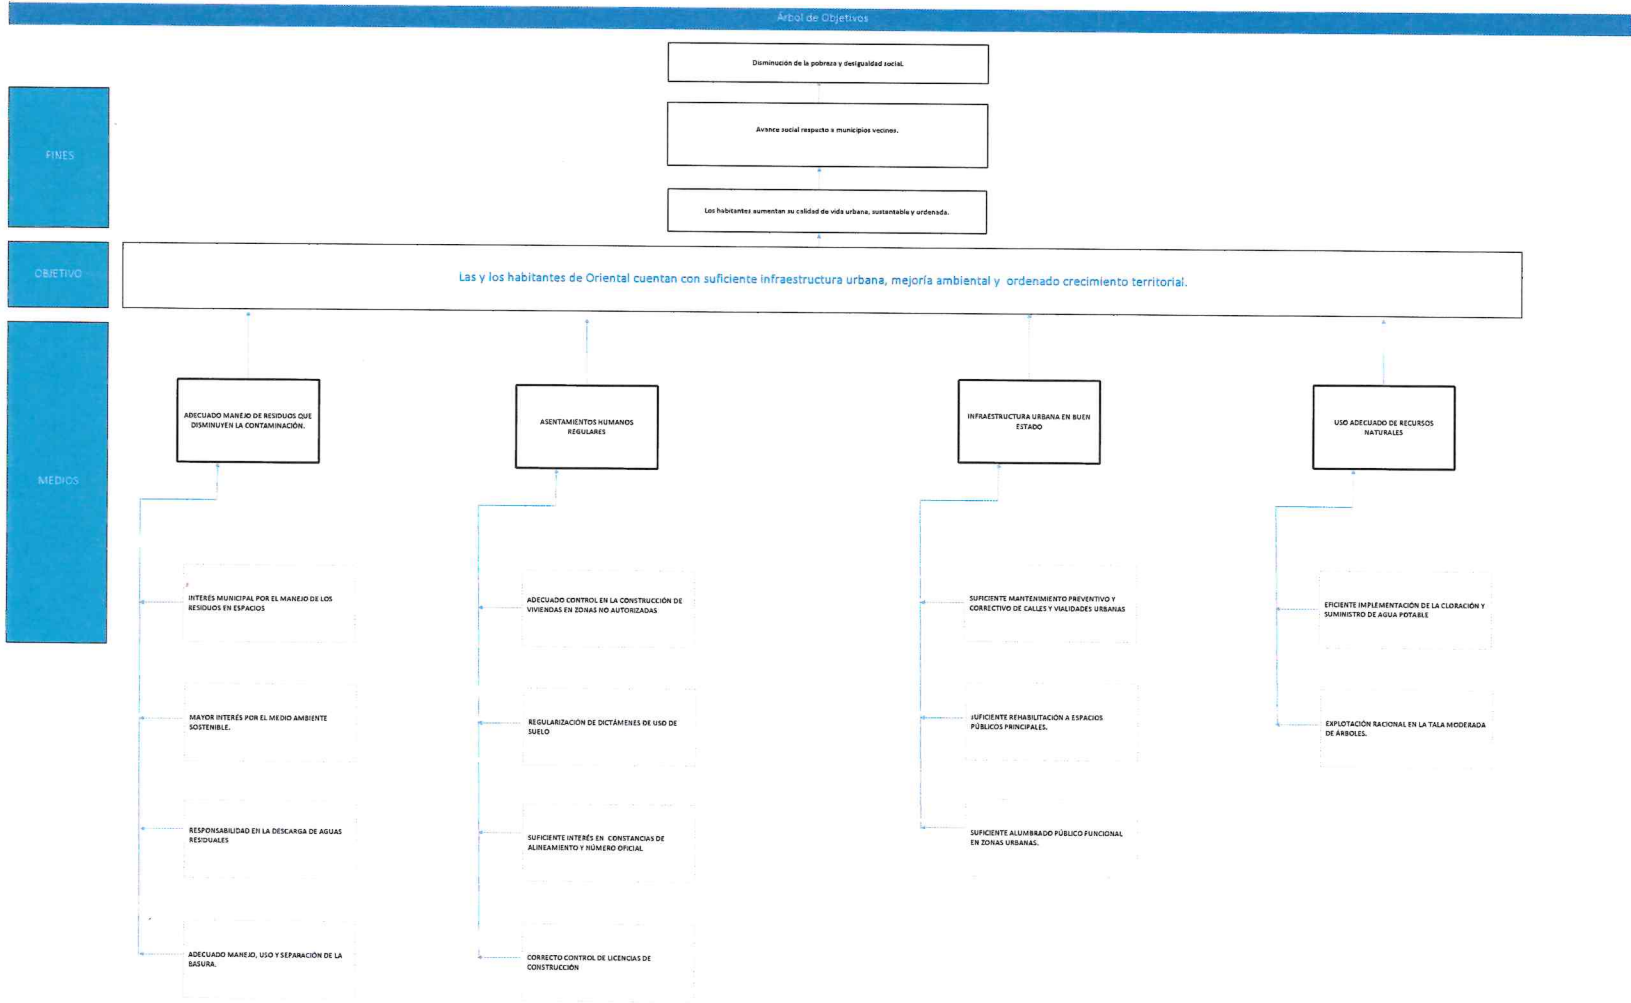 Árbol de Objetivos
Disminución de la pobreza y desigualdad social.
FINES
Avance social respecto a municipios vecinos.
Los habitantes aumentan su calidad de vida urbana, sustentable y ordenada.
OBJETIVO
Las y los habitantes de Oriental cuentan con suficiente infraestructura urbana, mejoría ambiental y ordenado crecimiento territorial.
MEDIOS
ADECUADO MANEJO DE RESIDUOS QUE
DISMINUYEN LA CONTAMINACIÓN.
INTERÉS MUNICIPAL POR EL MANEJO DE LOS
RESIDUOS EN ESPACIOS
MAYOR INTERÉS POR EL MEDIO AMBIENTE
SOSTENIBLE.
RESPONSABILIDAD EN LA DESCARGA DE AGUAS
RESIDUALES
ADECUADO MANEJO, USO Y SEPARACIÓN DE LA
BASURA.
ASENTAMIENTOS HUMANOS
REGULARES
ADECUADO CONTROL EN LA CONSTRUCCIÓN DE
VIVIENDAS EN ZONAS NO AUTORIZADAS
REGULARIZACIÓN DE DICTÁMENES DE USO DE
SUELO
SUFICIENTE INTERÉS EN CONSTANCIAS DE
ALINEAMIENTO Y NÚMERO OFICIAL
CORRECTO CONTROL DE LICENCIAS DE
CONSTRUCCIÓN
INFRAESTRUCTURA URBANA EN BUEN
ESTADO
SUFICIENTE MANTENIMIENTO PREVENTIVO Y
CORRECTIVO DE CALLES Y VIALIDADES URBANAS
SUFICIENTE REHABILITACIÓN A ESPACIOS
PÚBLICOS PRINCIPALES.
SUFICIENTE ALUMBRADO PÚBLICO FUNCIONAL
EN ZONAS URBANAS.
USO ADECUADO DE RECURSOS
NATURALES
EFICIENTE IMPLEMENTACIÓN DE LA CLORACIÓN Y
SUMINISTRO DE AGUA POTABLE
EXPLOTACIÓN RACIONAL EN LA TALA MODERADA
DE ÁRBOLES.